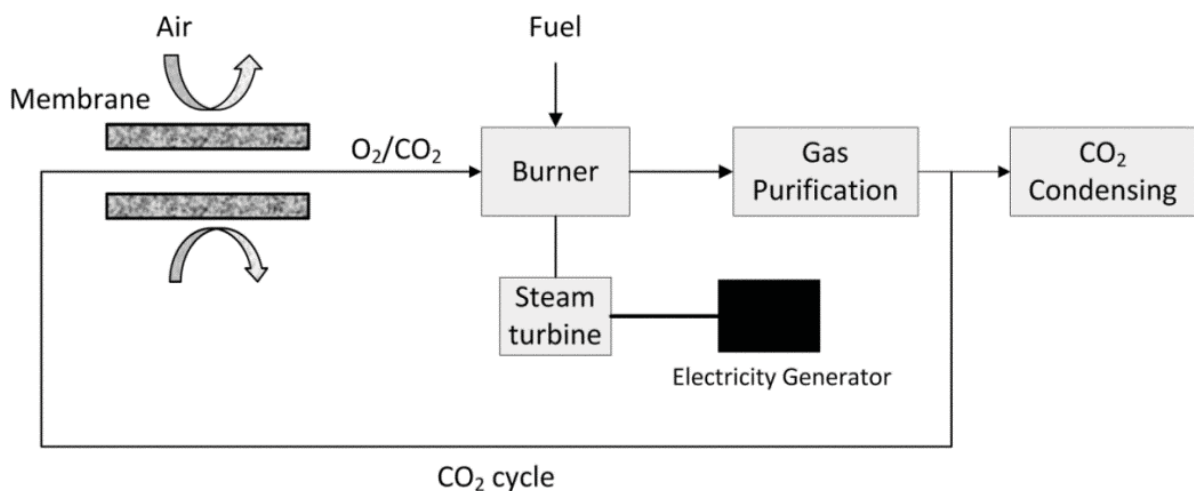 Air
Fuel
Membrane
O₂/CO₂
Burner
Gas
Purification
CO₂
Condensing
Steam
turbine
Electricity Generator
CO₂ cycle